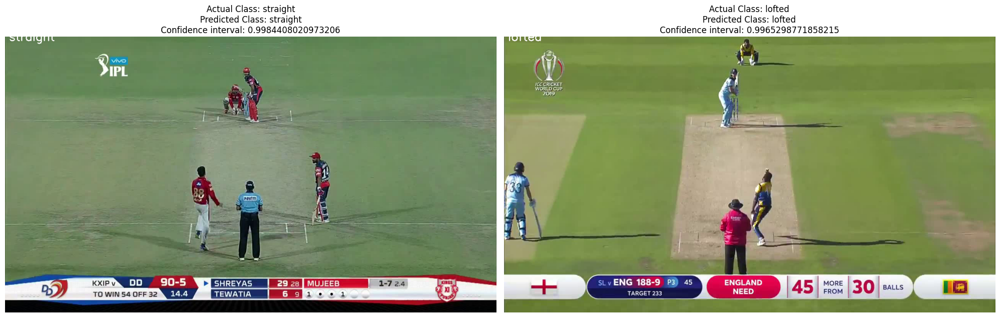 Actual Class: straight
Predicted Class: straight
Confidence interval: 0.9984408020973206
straight
vivo
IPL
88
14
paytm
KXIP v DD 90-5
TO WIN 54 OFF 32 14.4
SHREYAS 29 28 MUJEEB 1-7 2.4
TEWATIA 6 9 1 • • 1
KINGS
XI
PUNJAB
Actual Class: lofted
Predicted Class: lofted
Confidence interval: 0.9965298771858215
lofted
ICC CRICKET
WORLD CUP
2019
33
SL v ENG 188-9 P3 45
TARGET 233
ENGLAND
NEED
45 MORE
FROM 30 BALLS